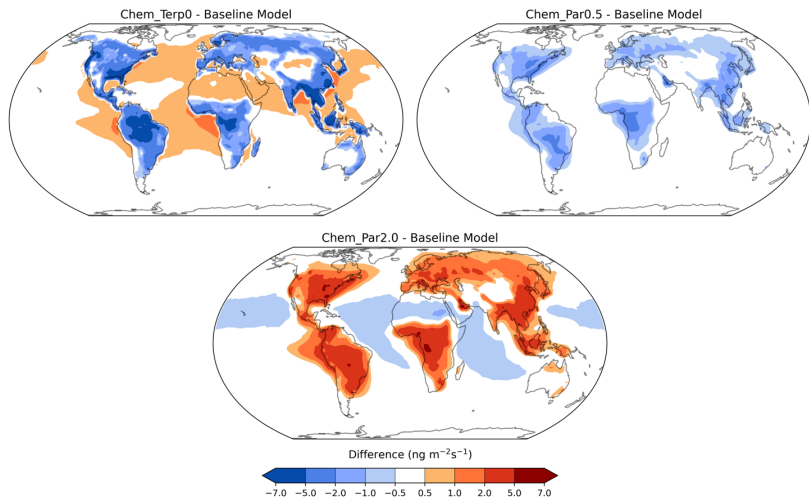 Chem_Terp0 - Baseline Model
Chem_Par0.5 - Baseline Model
Chem_Par2.0 - Baseline Model
Difference (ng m⁻²s⁻¹)
−7.0 −5.0 −2.0 −1.0 −0.5 0.5 1.0 2.0 5.0 7.0